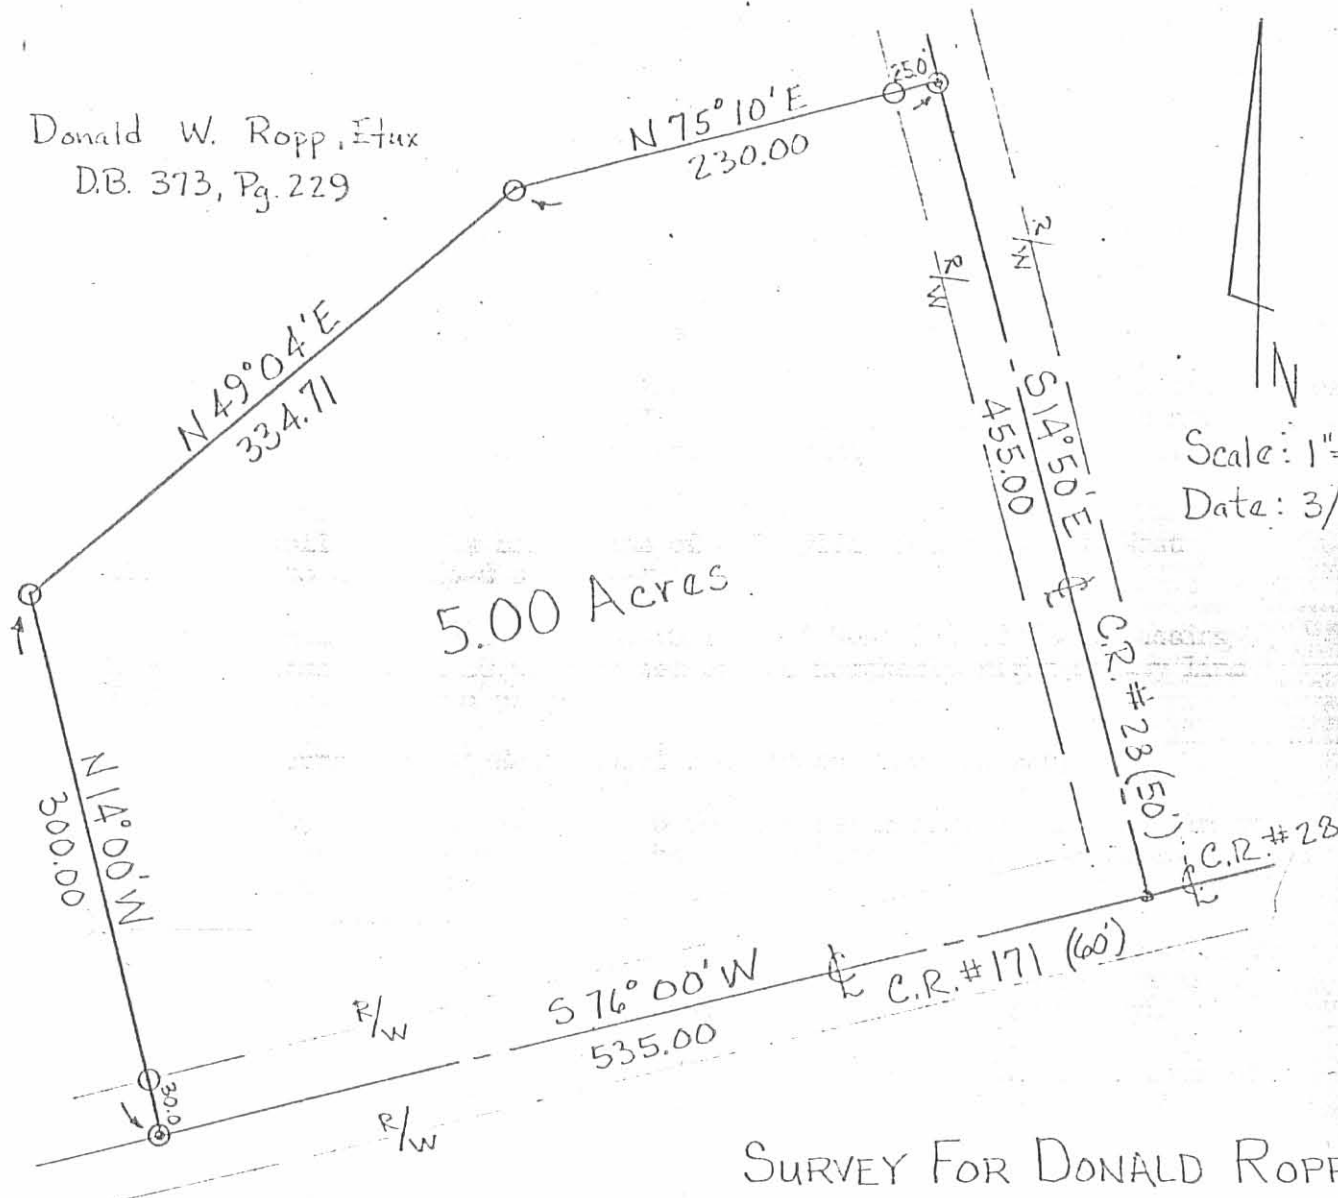 Donald W. Ropp, Etux
D.B. 373, Pg. 229
N 75° 10' E
230.00
25.0'
N 49° 04' E
334.71
R/W
R/W
S 14° 50' E
455.00
N
Scale: 1"=
Date: 3/
5.00 Acres
℄
C.R. #28 (50')
C.R. #28
℄
N 14° 00' W
300.00
30.0
R/W
S 76° 00' W
535.00
℄
C.R. #171 (60')
R/W
SURVEY FOR DONALD ROPP